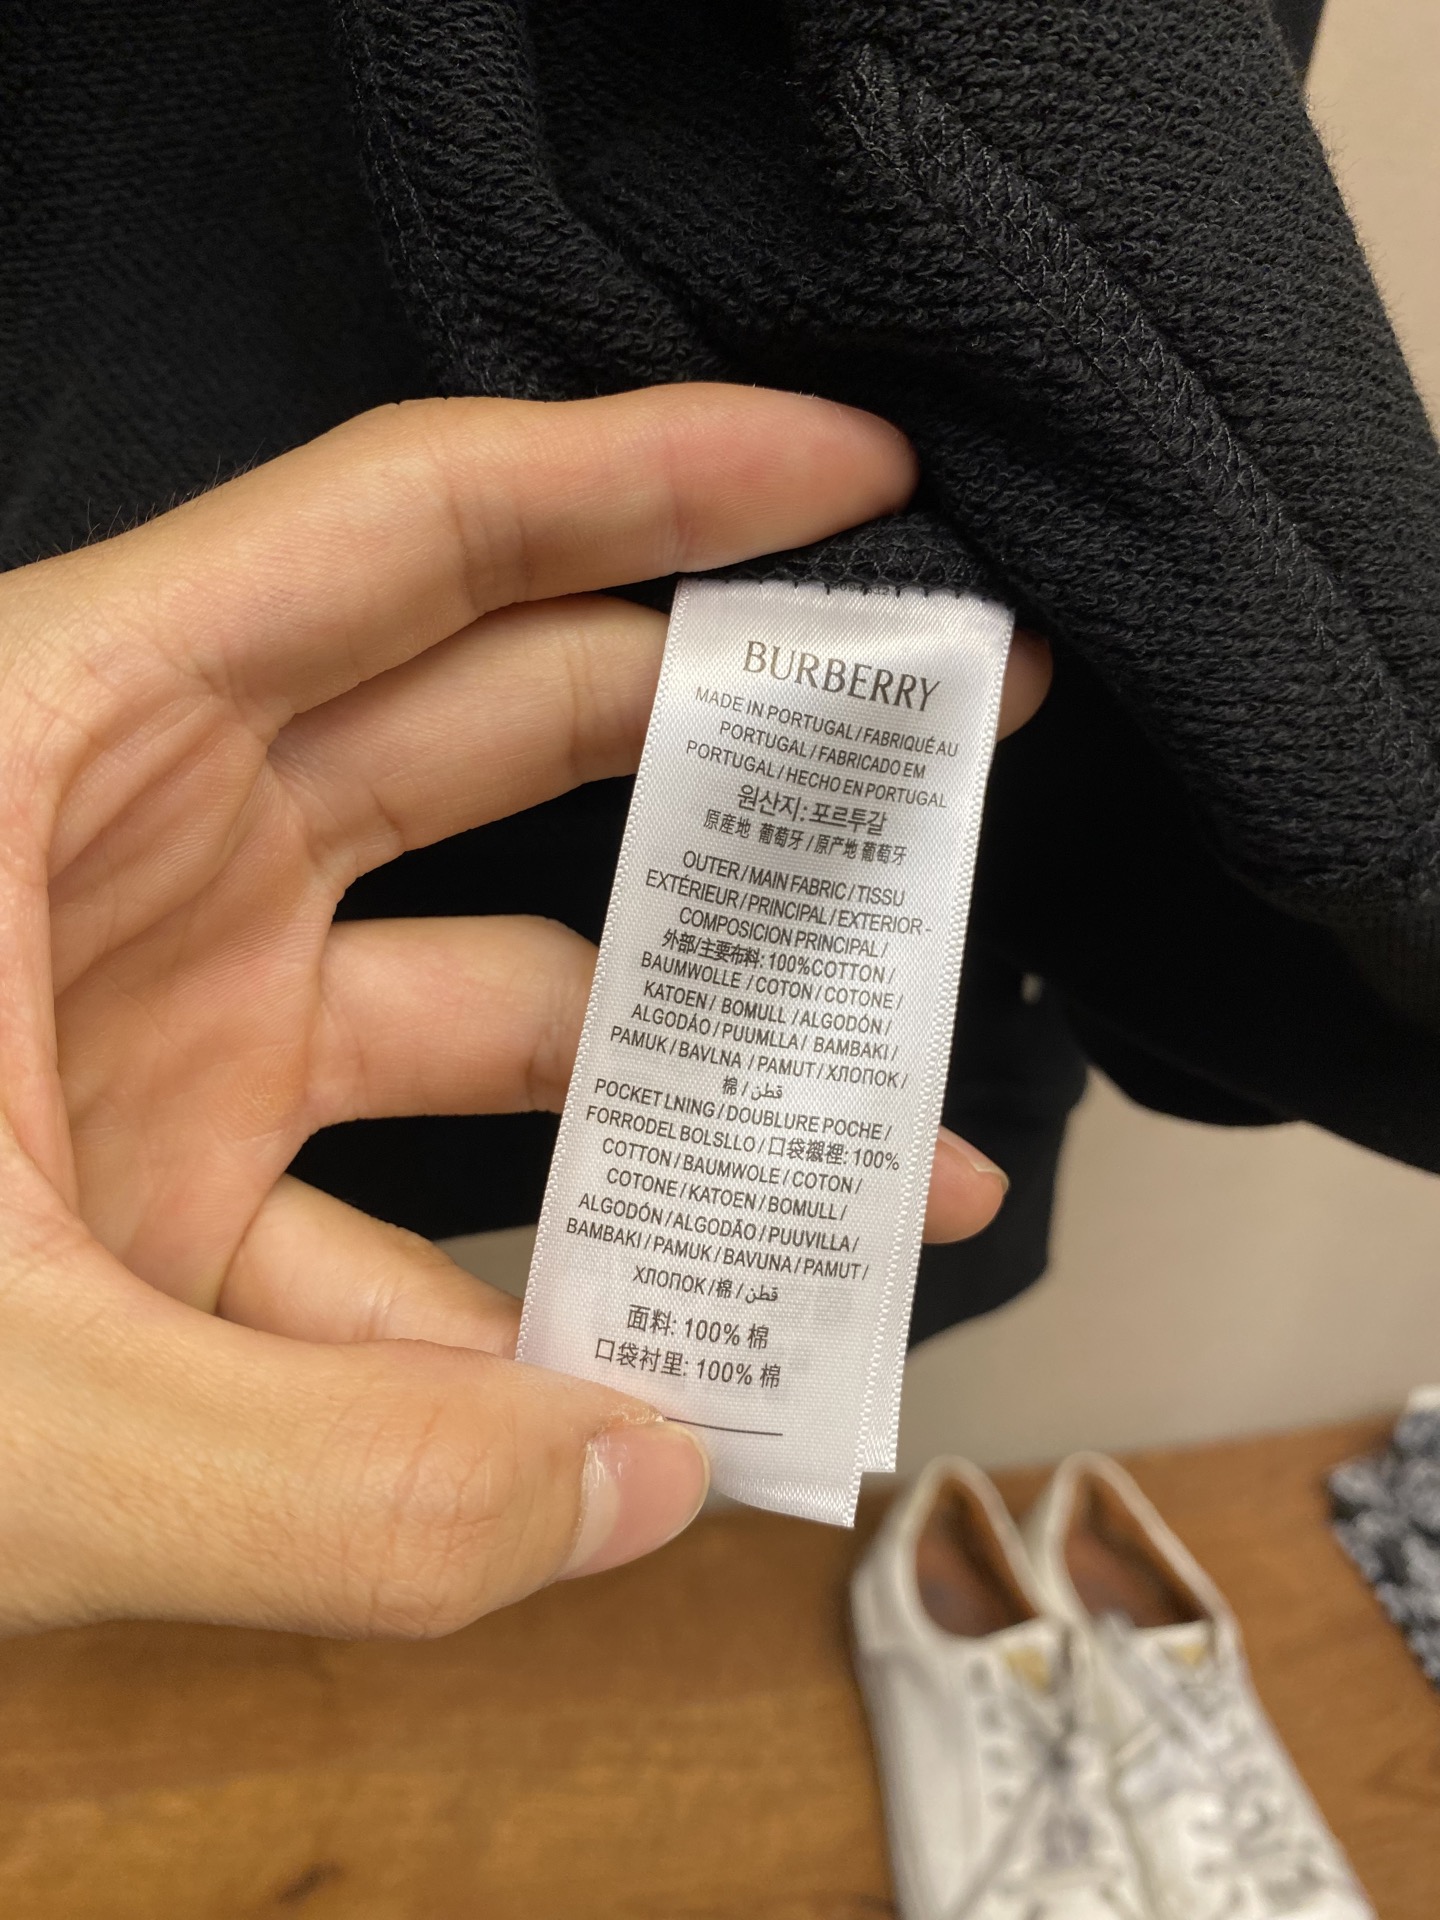 BURBERRY
MADE IN PORTUGAL / FABRIQUÉ AU
PORTUGAL / FABRICADO EM
PORTUGAL / HECHO EN PORTUGAL
원산지: 포르투갈
原産地 葡萄牙 / 原产地 葡萄牙
OUTER / MAIN FABRIC / TISSU
EXTÉRIEUR / PRINCIPAL / EXTERIOR -
COMPOSICION PRINCIPAL /
外部/主要布料: 100%COTTON /
BAUMWOLLE / COTON / COTONE /
KATOEN / BOMULL / ALGODÓN /
ALGODÁO / PUUMLLA / BAMBAKI /
PAMUK / BAVLNA / PAMUT / ХЛОПОК /
棉 / قطن
POCKET LNING / DOUBLURE POCHE /
FORRODEL BOLSLLO / 口袋襯裡: 100%
COTTON / BAUMWOLE / COTON /
COTONE / KATOEN / BOMULL /
ALGODÓN / ALGODÃO / PUUVILLA /
BAMBAKI / PAMUK / BAVUNA / PAMUT /
ХЛОПОК / 棉 / قطن
面料: 100% 棉
口袋衬里: 100% 棉